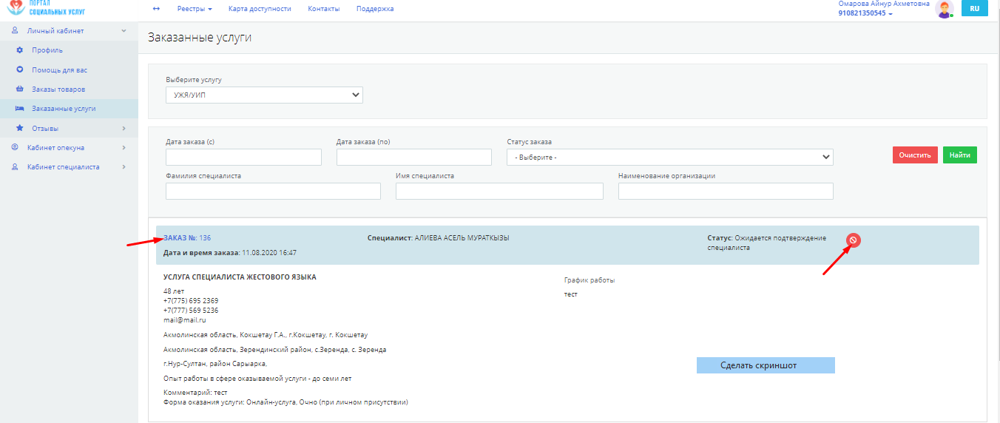 ПОРТАЛ
СОЦИАЛЬНЫХ УСЛУГ
Реестры
Карта доступности
Контакты
Поддержка
Омарова Айнур Ахметовна
910821350545
RU
Личный кабинет
Профиль
Помощь для вас
Заказы товаров
Заказанные услуги
Отзывы
Кабинет опекуна
Кабинет специалиста
Заказанные услуги
Выберите услугу
УЖЯ/УИП
Дата заказа (с)
Дата заказа (по)
Статус заказа
- Выберите -
Очистить
Найти
Фамилия специалиста
Имя специалиста
Наименование организации
ЗАКАЗ №: 136
Специалист: АЛИЕВА АСЕЛЬ МУРАТКЫЗЫ
Статус: Ожидается подтверждение
специалиста
Дата и время заказа: 11.08.2020 16:47
УСЛУГА СПЕЦИАЛИСТА ЖЕСТОВОГО ЯЗЫКА
48 лет
+7(775) 695 2369
+7(777) 569 5236
mail@mail.ru
Акмолинская область, Кокшетау Г.А., г.Кокшетау, г. Кокшетау
Акмолинская область, Зерендинский район, с.Зеренда, с. Зеренда
г.Нур-Султан, район Сарыарка,
Опыт работы в сфере оказываемой услуги - до семи лет
Комментарий: тест
Форма оказания услуги: Онлайн-услуга, Очно (при личном присутствии)
График работы
тест
Сделать скриншот